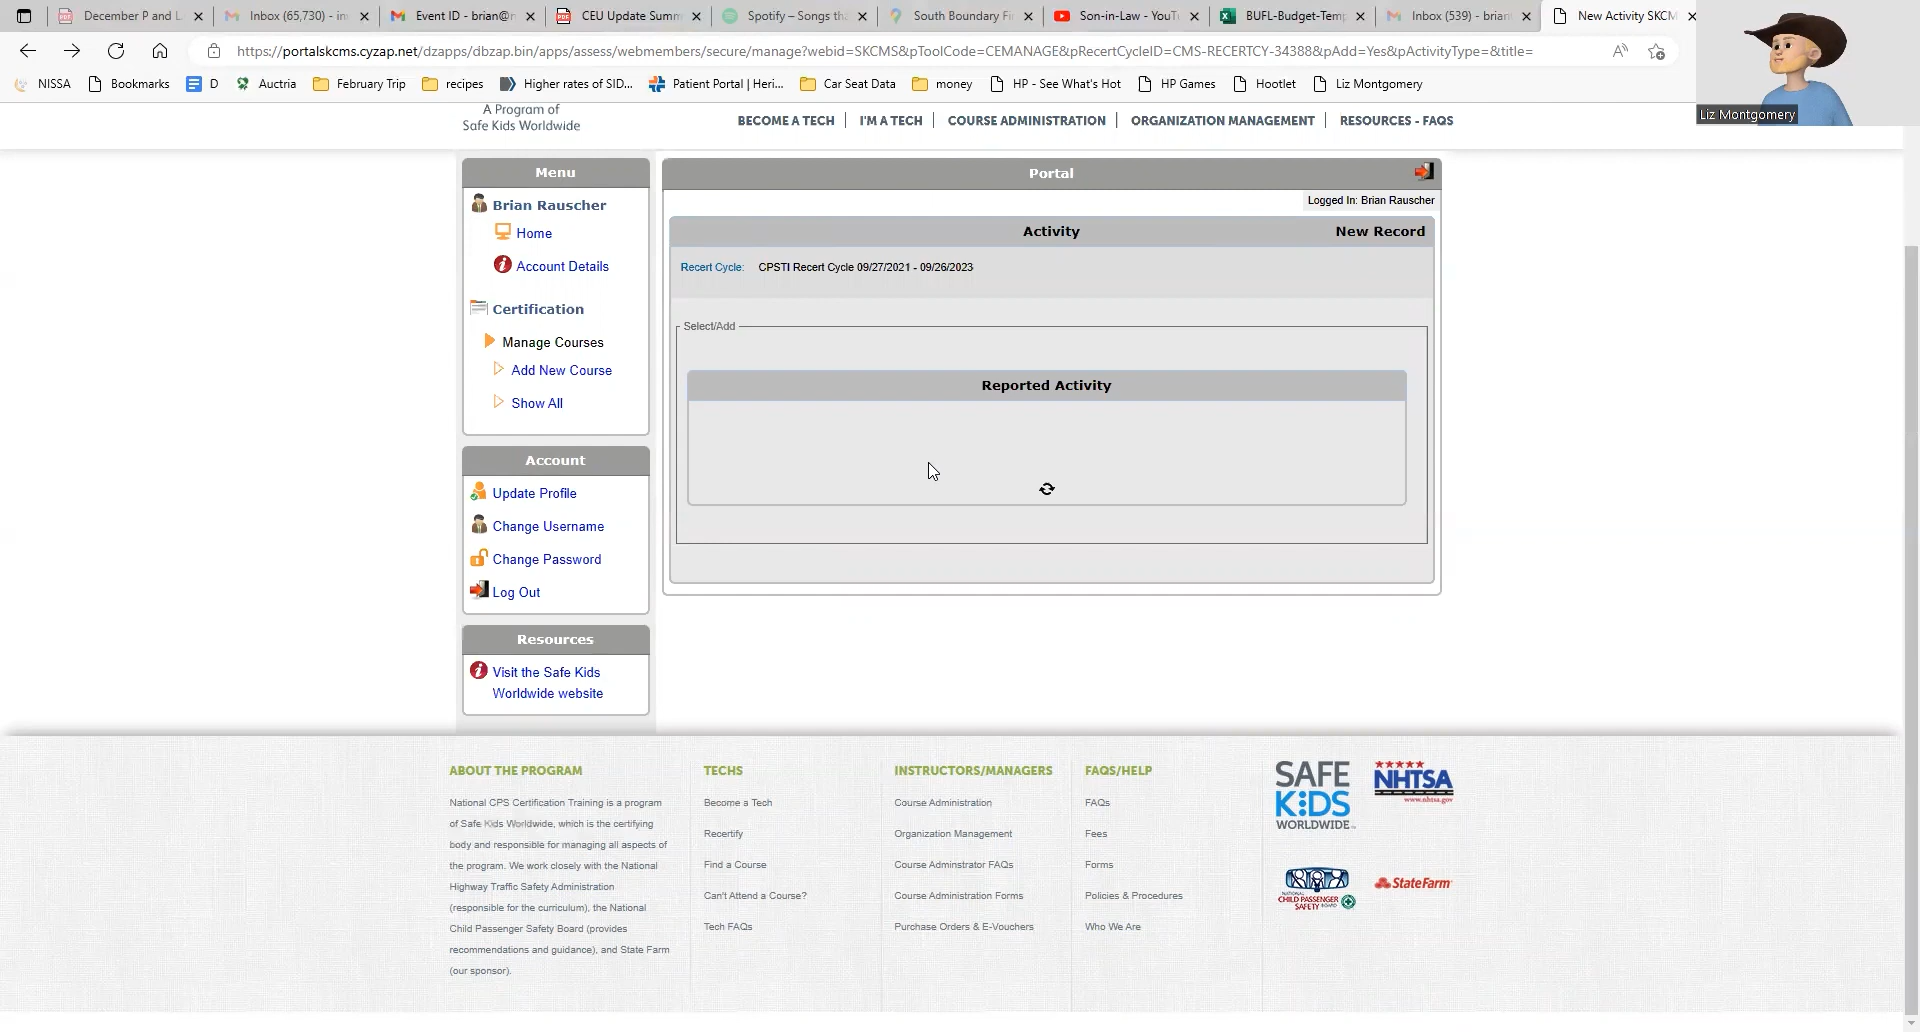 December P and L
Inbox (65,730) - in
Event ID - brian@r
CEU Update Summ
Spotify – Songs tha
South Boundary Fi
Son-in-Law - YouTu
BUFL-Budget-Temp
Inbox (539) - brian
New Activity SKCM
https://portalskcms.cyzap.net/dzapps/dbzap.bin/apps/assess/webmembers/secure/manage?webid=SKCMS&pToolCode=CEMANAGE&pRecertCycleID=CMS-RECERTCY-34388&pAdd=Yes&pActivityType=&title=
NISSA
Bookmarks
D
Auctria
February Trip
recipes
Higher rates of SID...
Patient Portal | Heri...
Car Seat Data
money
HP - See What's Hot
HP Games
Hootlet
Liz Montgomery
Liz Montgomery
A Program of
Safe Kids Worldwide
BECOME A TECH
I'M A TECH
COURSE ADMINISTRATION
ORGANIZATION MANAGEMENT
RESOURCES - FAQS
Menu
Brian Rauscher
Home
Account Details
Certification
Manage Courses
Add New Course
Show All
Account
Update Profile
Change Username
Change Password
Log Out
Resources
Visit the Safe Kids
Worldwide website
Portal
Logged In: Brian Rauscher
Activity
New Record
Recert Cycle: CPSTI Recert Cycle 09/27/2021 - 09/26/2023
Select/Add
Reported Activity
ABOUT THE PROGRAM
National CPS Certification Training is a program
of Safe Kids Worldwide, which is the certifying
body and responsible for managing all aspects of
the program. We work closely with the National
Highway Traffic Safety Administration
(responsible for the curriculum), the National
Child Passenger Safety Board (provides
recommendations and guidance), and State Farm
(our sponsor).
TECHS
Become a Tech
Recertify
Find a Course
Can't Attend a Course?
Tech FAQs
INSTRUCTORS/MANAGERS
Course Administration
Organization Management
Course Adminstrator FAQs
Course Administration Forms
Purchase Orders & E-Vouchers
FAQS/HELP
FAQs
Fees
Forms
Policies & Procedures
Who We Are
SAFE
KIDS
WORLDWIDE
NHTSA
www.nhtsa.gov
NATIONAL
CHILD PASSENGER
SAFETY BOARD
StateFarm